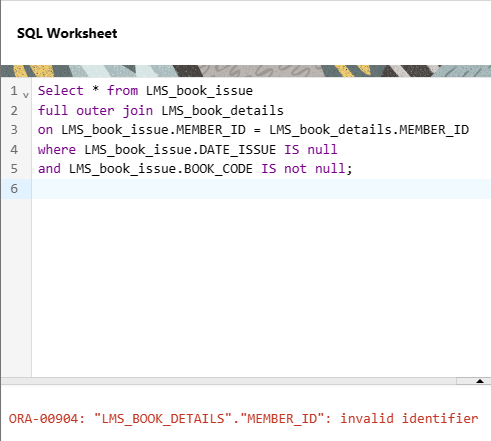 SQL Worksheet
1 Select * from LMS_book_issue
2 full outer join LMS_book_details
3 on LMS_book_issue.MEMBER_ID = LMS_book_details.MEMBER_ID
4 where LMS_book_issue.DATE_ISSUE IS null
5 and LMS_book_issue.BOOK_CODE IS not null;
6
ORA-00904: "LMS_BOOK_DETAILS"."MEMBER_ID": invalid identifier